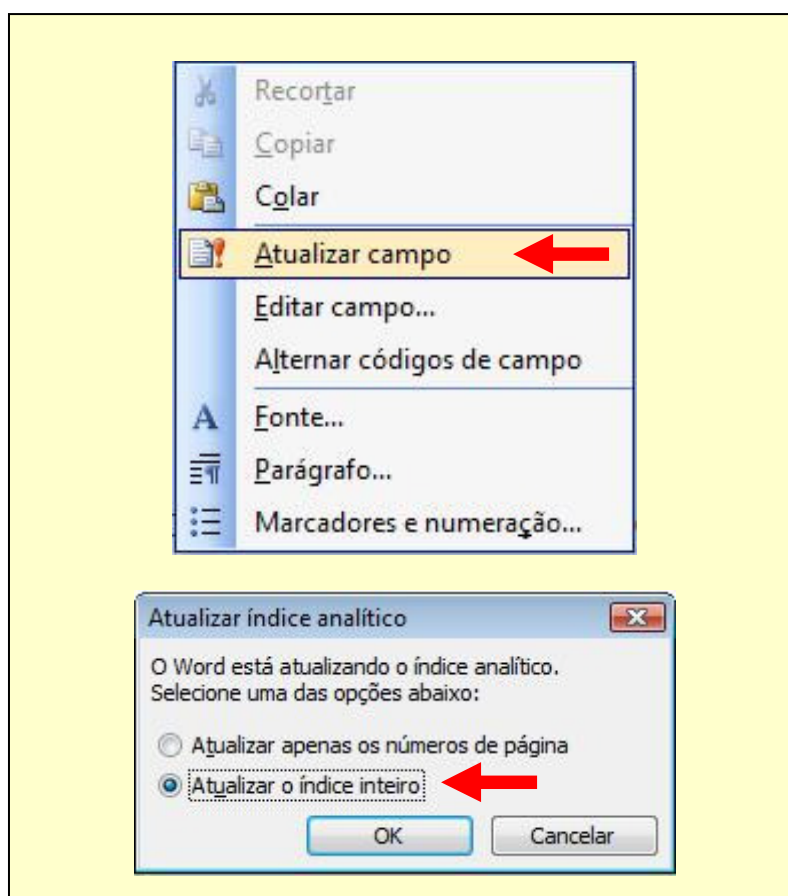 Recortar
Copiar
Colar
Atualizar campo
Editar campo...
Alternar códigos de campo
Fonte...
Parágrafo...
Marcadores e numeração...
Atualizar índice analítico
O Word está atualizando o índice analítico.
Selecione uma das opções abaixo:
Atualizar apenas os números de página
Atualizar o índice inteiro
OK
Cancelar